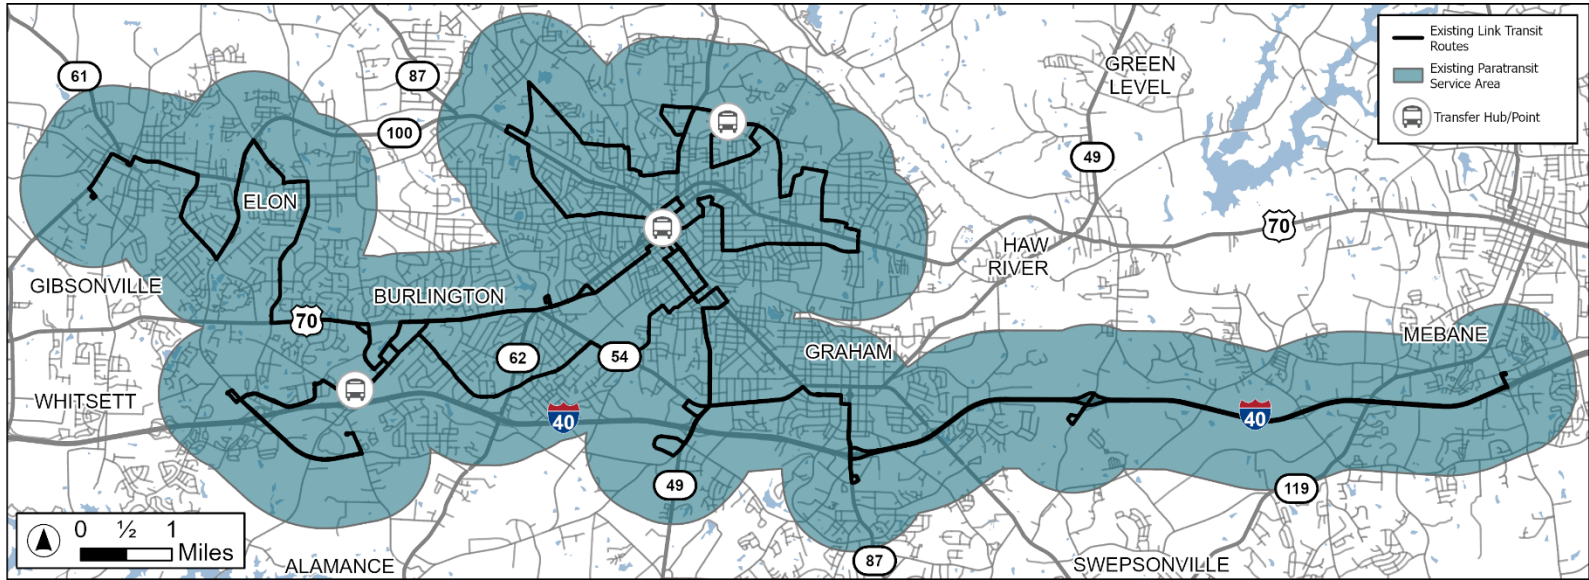 Existing Link Transit
Routes
Existing Paratransit
Service Area
Transfer Hub/Point
61
87
GREEN
LEVEL
100
49
ELON
70
HAW
RIVER
GIBSONVILLE
BURLINGTON
70
MEBANE
62
54
GRAHAM
WHITSETT
40
40
49
119
0 ½ 1
Miles
ALAMANCE
87
SWEPSONVILLE